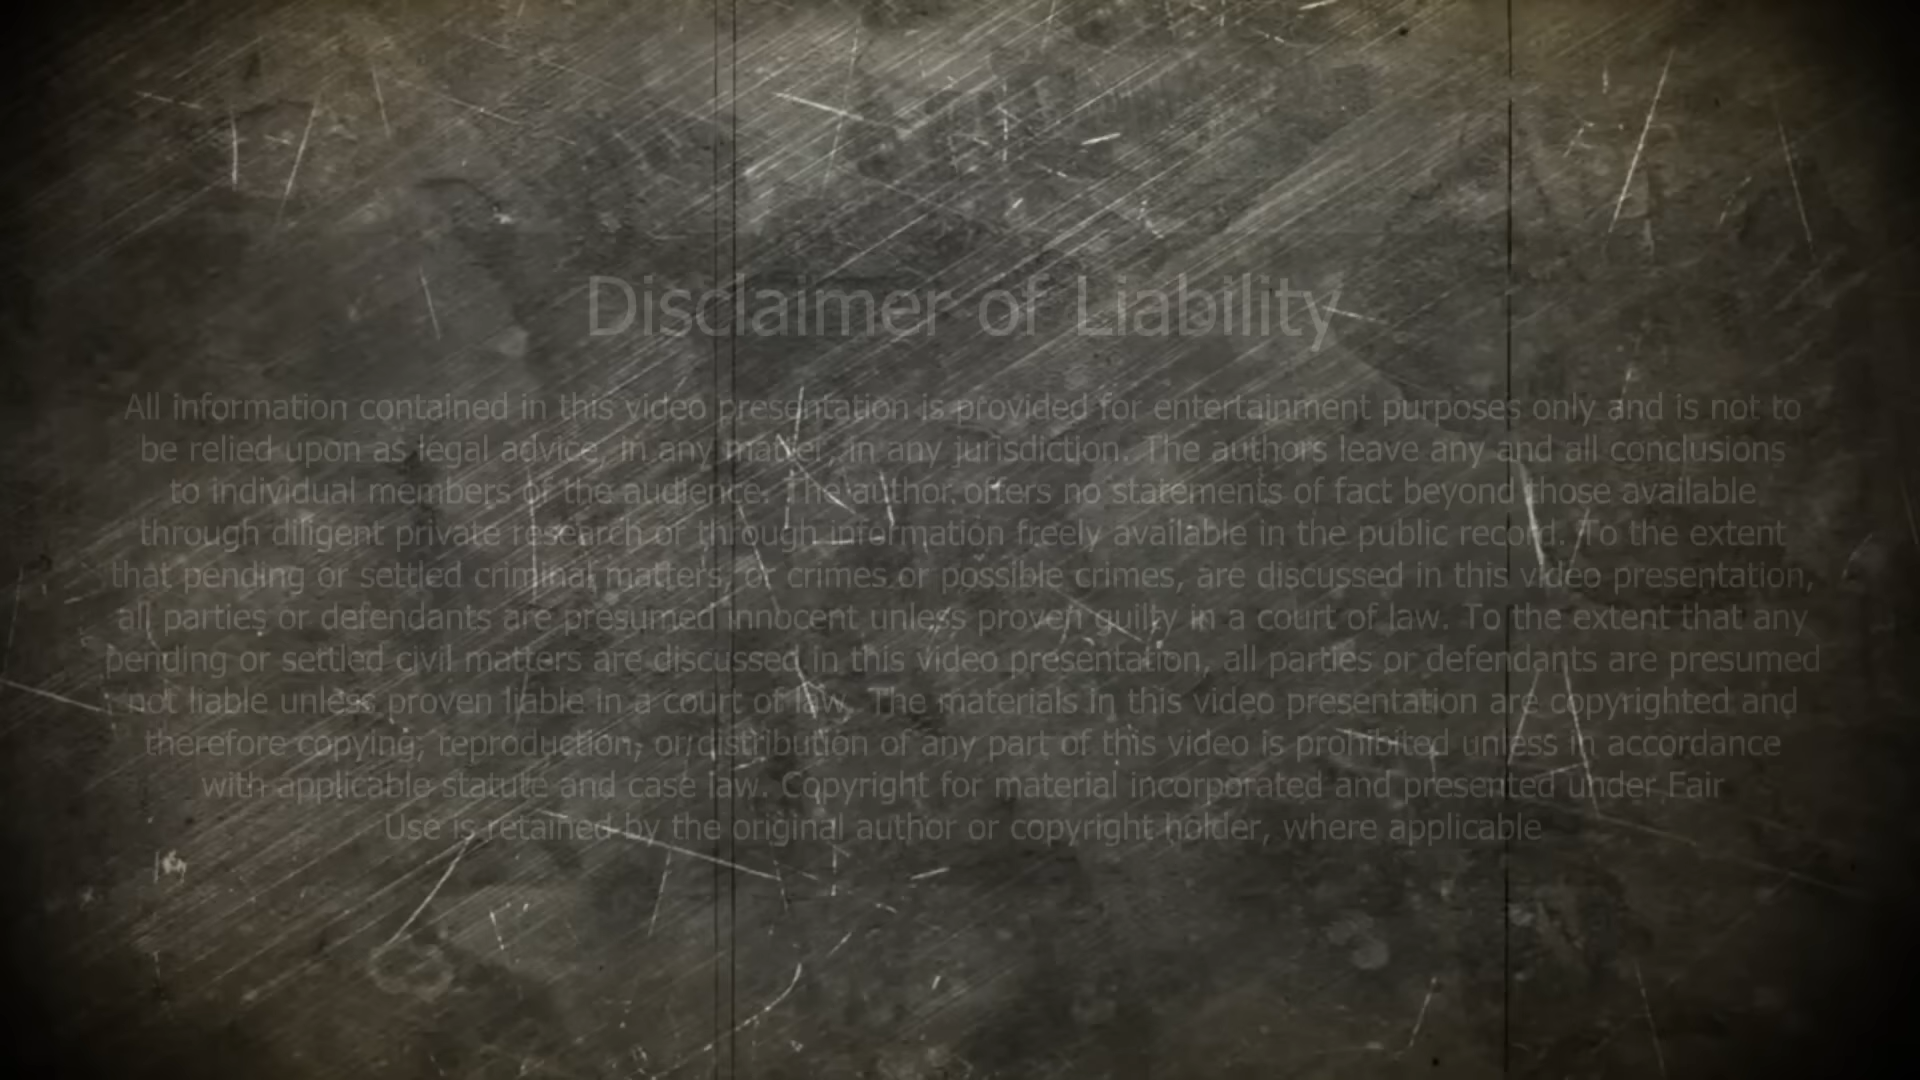 Disclaimer of Liability
All information contained in this video presentation is provided for entertainment purposes only and is not to
be relied upon as legal advice, in any matter, in any jurisdiction. The authors leave any and all conclusions
to individual members of the audience. The author offers no statements of fact beyond those available
through diligent private research or through information freely available in the public record. To the extent
that pending or settled criminal matters, or crimes or possible crimes, are discussed in this video presentation,
all parties or defendants are presumed innocent unless proven guilty in a court of law. To the extent that any
pending or settled civil matters are discussed in this video presentation, all parties or defendants are presumed
not liable unless proven liable in a court of law. The materials in this video presentation are copyrighted and
therefore copying, reproduction, or distribution of any part of this video is prohibited unless in accordance
with applicable statute and case law. Copyright for material incorporated and presented under Fair
Use is retained by the original author or copyright holder, where applicable